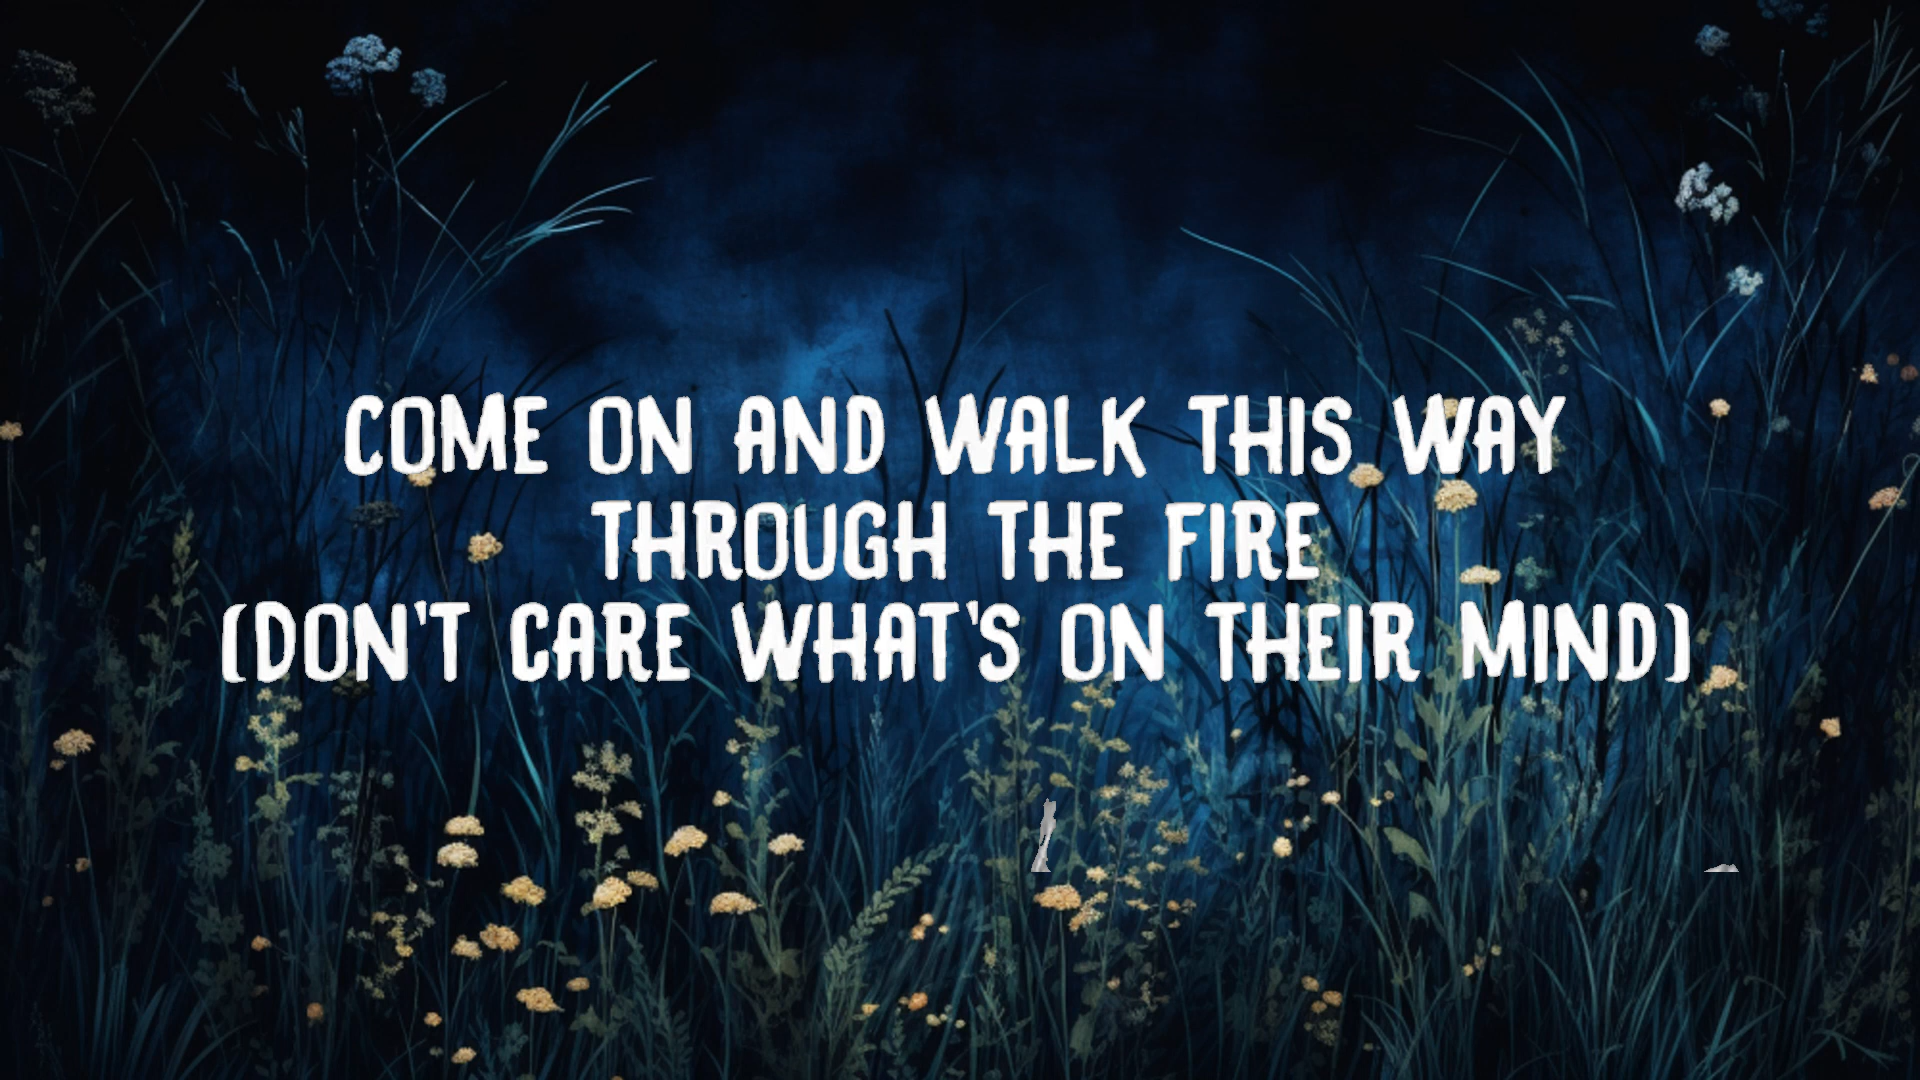 COME ON AND WALK THIS WAY
THROUGH THE FIRE
(DON'T CARE WHAT'S ON THEIR MIND)